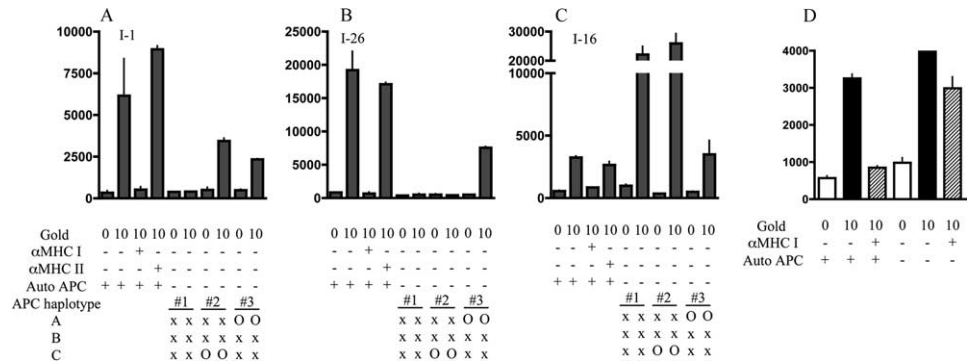 A B C D
I-1 I-26 I-16
10000 7500 5000 2500 0
25000 20000 15000 10000 5000 0
30000 20000 10000 5000 0
4000 3000 2000 1000 0
Gold 0 10 10 10 0 10 0 10 0 10
αMHC I - - + - - - - - - -
αMHC II - - - + - - - - - -
Auto APC + + + + - - - - - -
APC haplotype #1 #2 #3
A x x x x O O
B x x x x x x
C x x O O x x
0 10 10 10 0 10 0 10 0 10
- - + - - - - - - -
- - - + - - - - - -
+ + + + - - - - - -
#1 #2 #3
x x x x O O
x x x x x x
x x O O x x
0 10 10 10 0 10 0 10 0 10
- - + - - - - - - -
- - - + - - - - - -
+ + + + - - - - - -
#1 #2 #3
x x x x O O
x x x x x x
x x x x x x
Gold 0 10 10 0 10 10
αMHC I - - + - - +
Auto APC + + + - - -